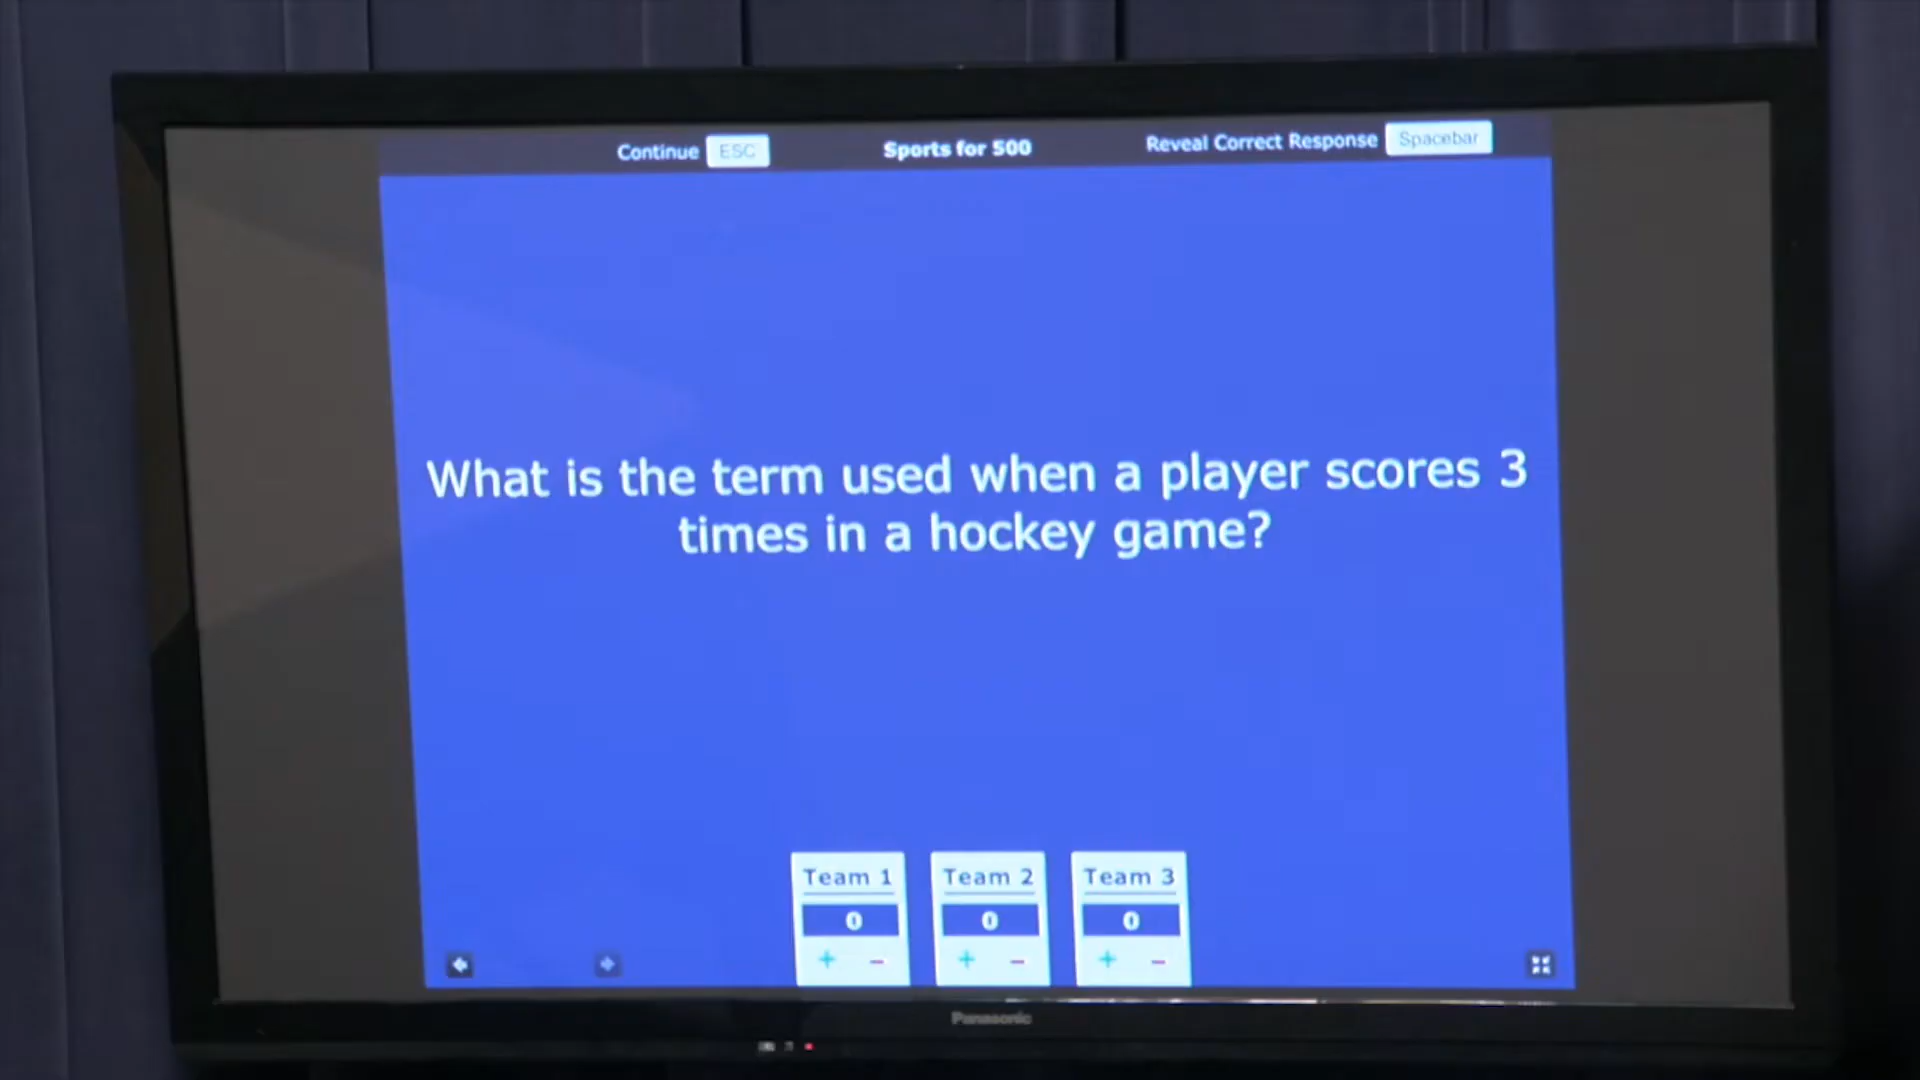 Continue ESC Sports for 500 Reveal Correct Response Spacebar
What is the term used when a player scores 3
times in a hockey game?
Team 1 Team 2 Team 3
0 0 0
+ - + - + -
Panasonic